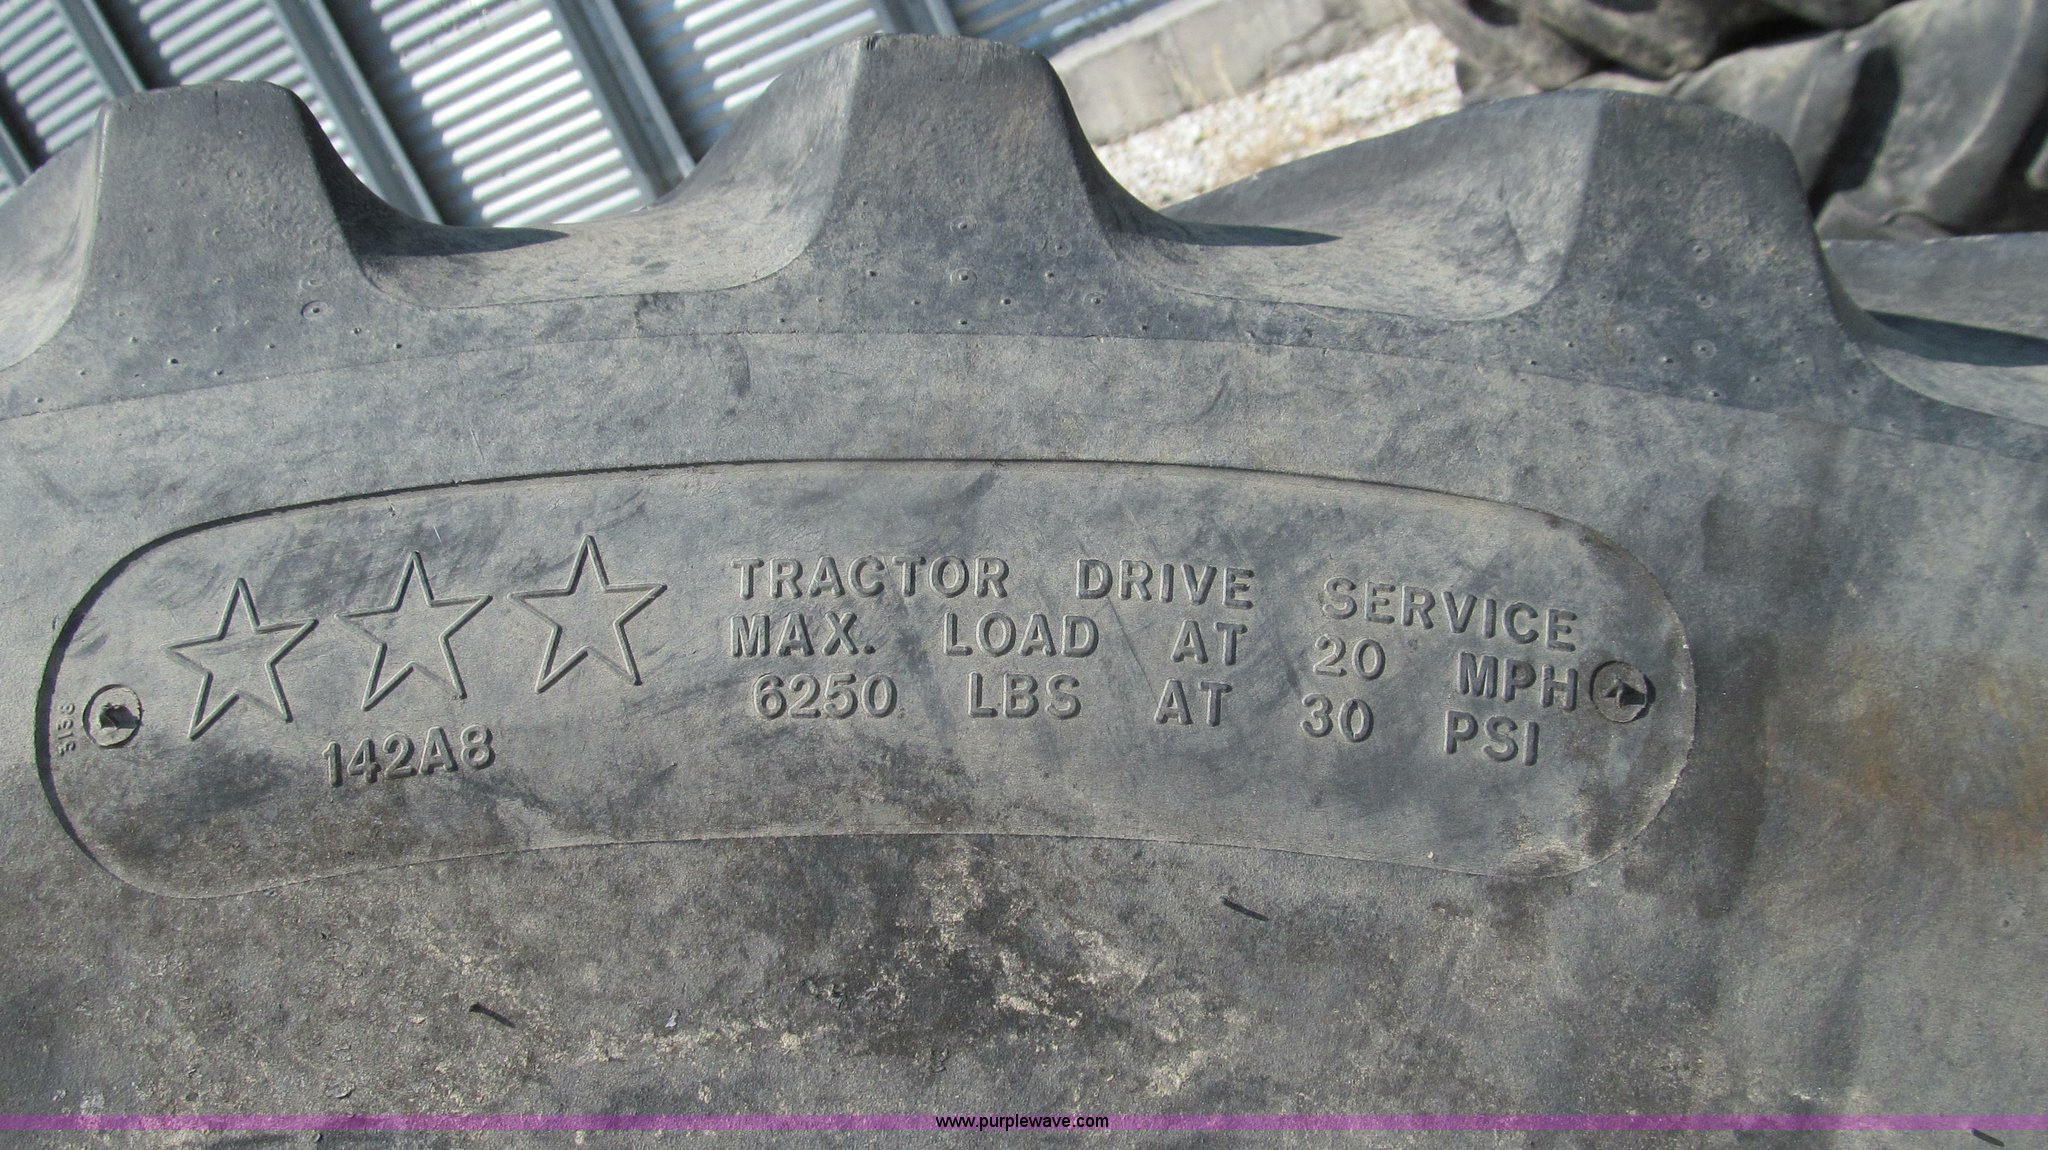 TRACTOR DRIVE SERVICE
MAX. LOAD AT 20 MPH
6250 LBS AT 30 PSI
142A8
www.purplewave.com